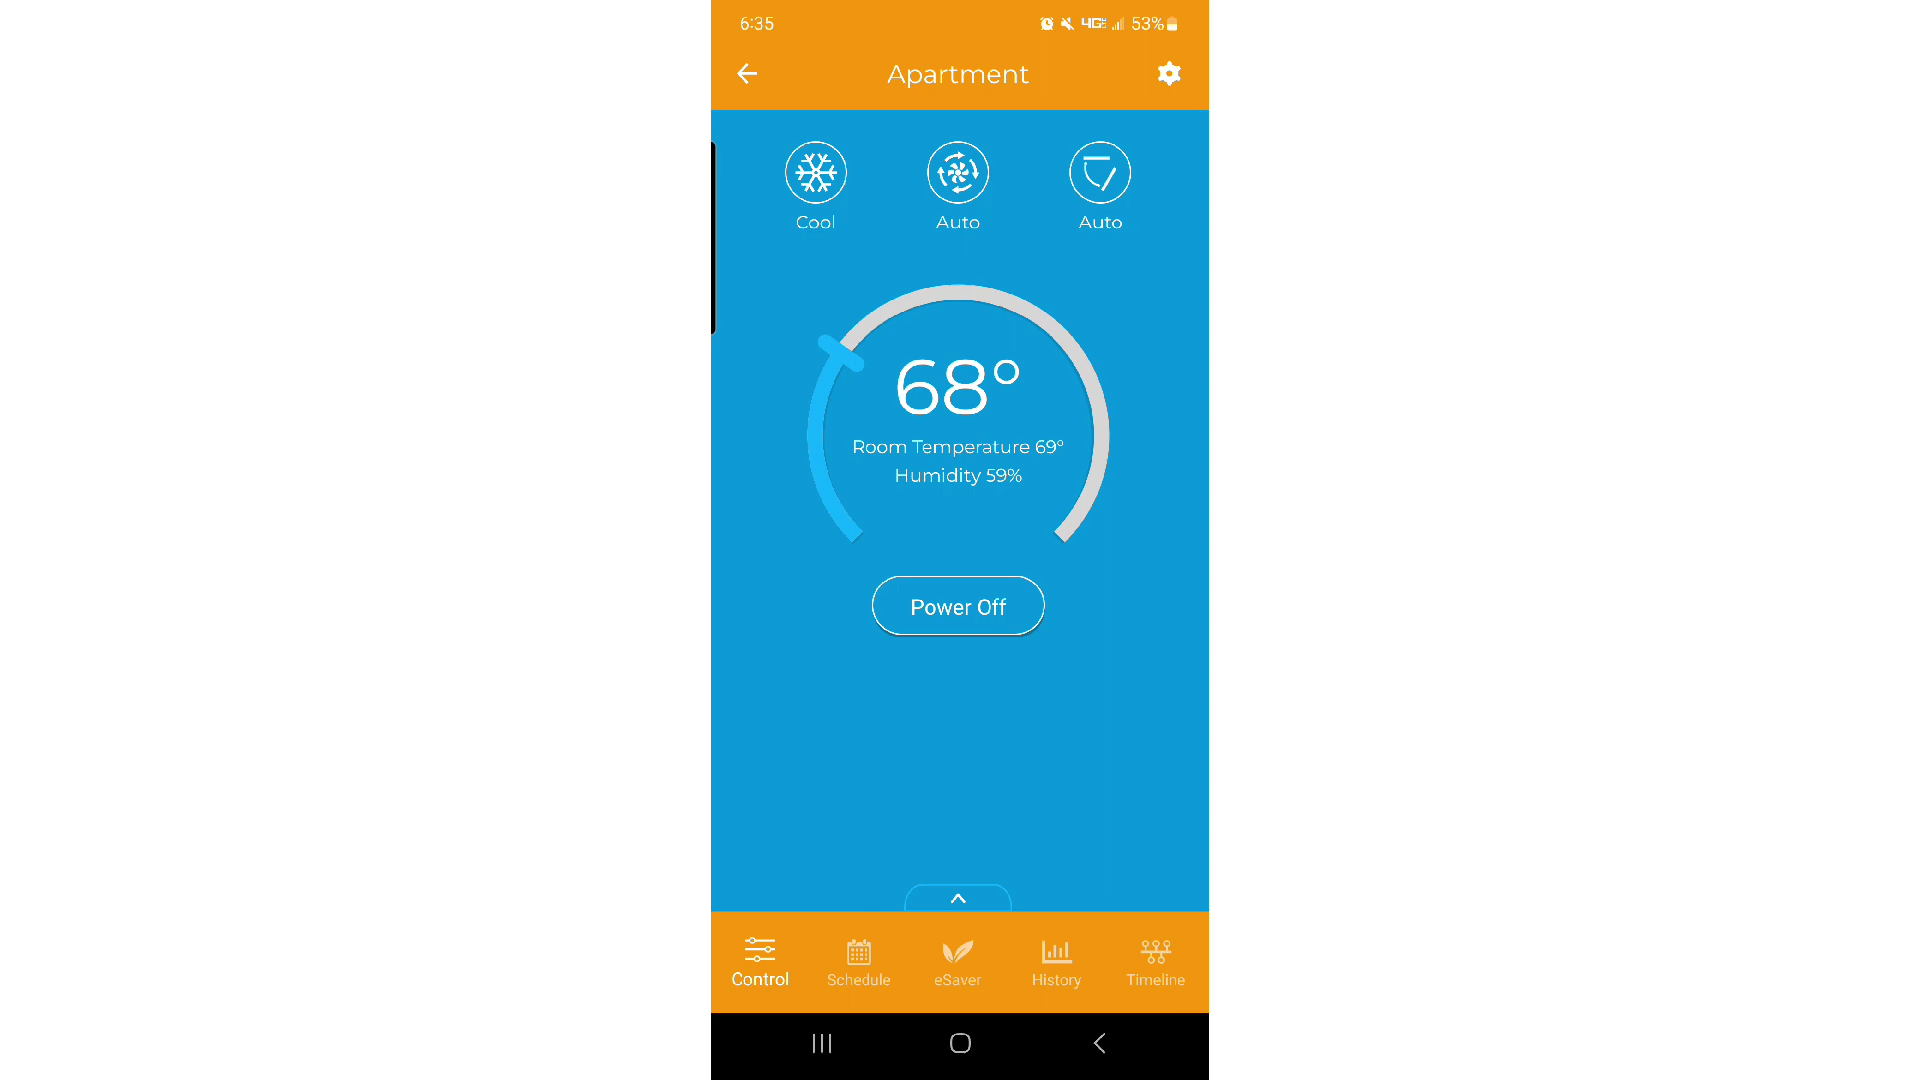 6:35
4G 53%
Apartment
Cool
Auto
Auto
68°
Room Temperature 69°
Humidity 59%
Power Off
Control
Schedule
eSaver
History
Timeline